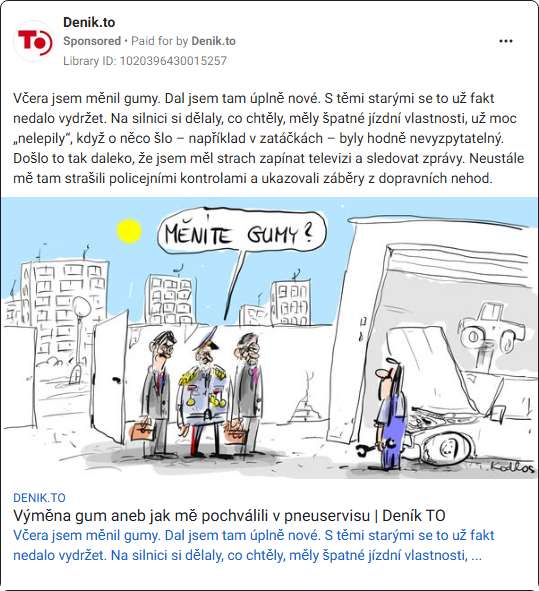 Denik.to
TO
Sponsored • Paid for by Denik.to
Library ID: 1020396430015257
Včera jsem měnil gumy. Dal jsem tam úplně nové. S těmi starými se to už fakt
nedalo vydržet. Na silnici si dělaly, co chtěly, měly špatné jízdní vlastnosti, už moc
„nelepily“, když o něco šlo – například v zatáčkách – byly hodně nevyzpytatelný.
Došlo to tak daleko, že jsem měl strach zapínat televizi a sledovat zprávy. Neustále
mě tam strašili policejními kontrolami a ukazovali záběry z dopravních nehod.
MĚNÍTE GUMY?
Kodlos
DENIK.TO
Výměna gum aneb jak mě pochválili v pneuservisu | Deník TO
Včera jsem měnil gumy. Dal jsem tam úplně nové. S těmi starými se to už fakt
nedalo vydržet. Na silnici si dělaly, co chtěly, měly špatné jízdní vlastnosti, ...